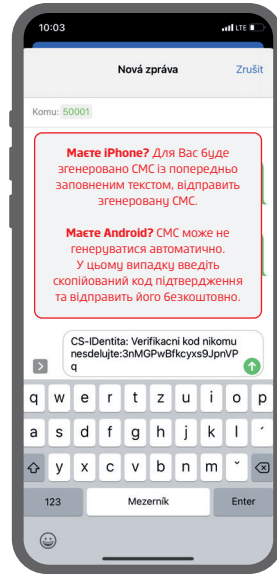 10:03
LTE
Nová zpráva
Zrušit
Komu: 50001
Маєте iPhone? Для Вас буде
згенеровано СМС із попередньо
заповненим текстом, відправить
згенеровану СМС.
Маєте Android? СМС може не
генеруватися автоматично.
У цьому випадку введіть
скопійований код підтвердження
та відправить його безкоштовно.
CS-IDentita: Verifikacni kod nikomu
nesdelujte:3nMGPwBfkcyxs9JpnVP
q
q w e r t z u i o p
a s d f g h j k l ´
y x c v b n m ˇ
123
Mezerník
Enter